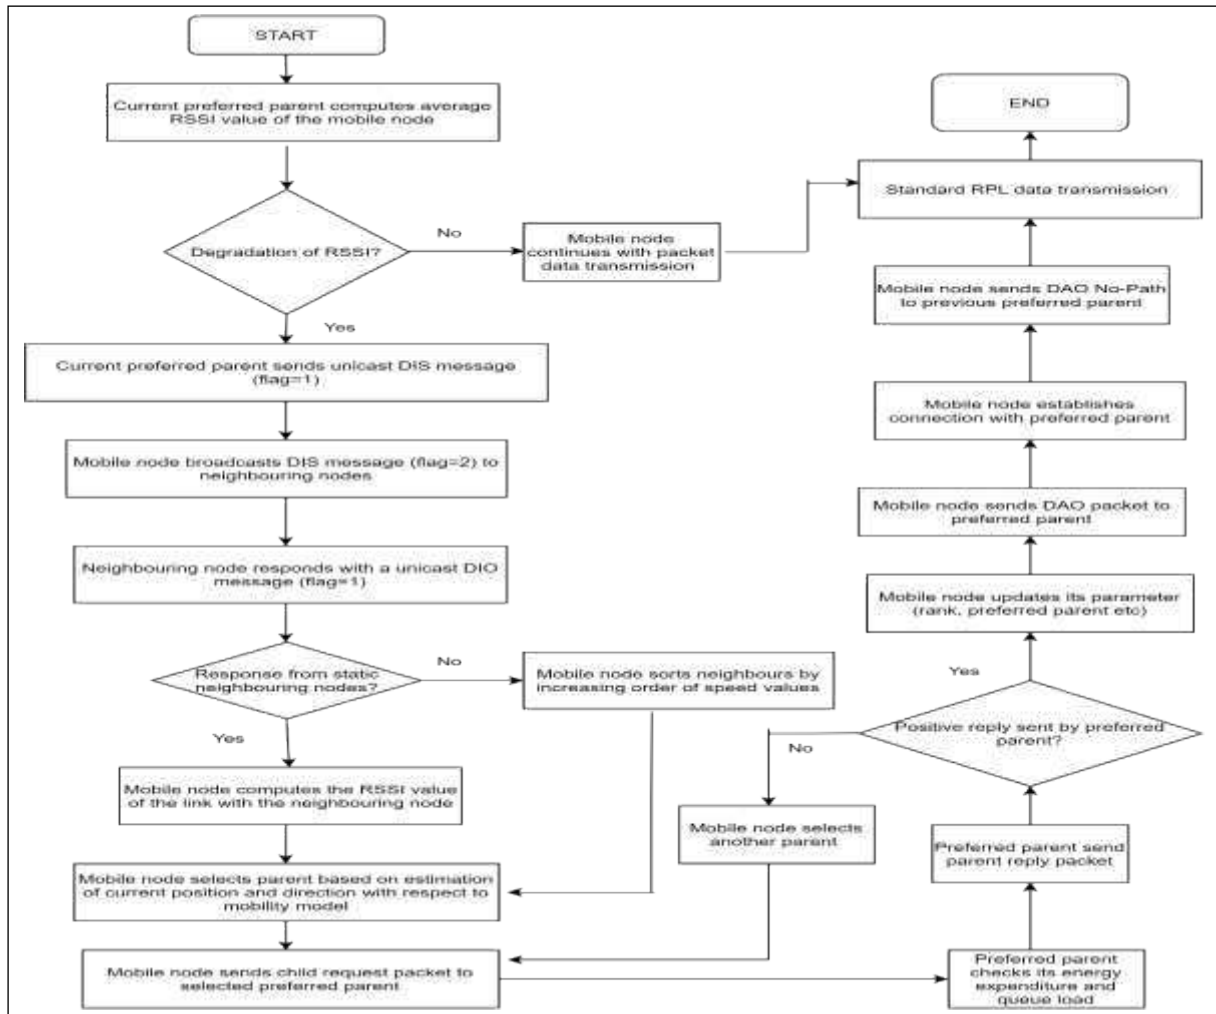 START
Current preferred parent computes average
RSSI value of the mobile node
Degradation of RSSI?
No
Mobile node
continues with packet
data transmission
Yes
Current preferred parent sends unicast DIS message
(flag=1)
Mobile node broadcasts DIS message (flag=2) to
neighbouring nodes
Neighbouring node responds with a unicast DIO
message (flag=1)
Response from static
neighbouring nodes?
No
Mobile node sorts neighbours by
increasing order of speed values
Yes
Mobile node computes the RSSI value
of the link with the neighbouring node
Mobile node selects parent based on estimation
of current position and direction with respect to
mobility model
Mobile node sends child request packet to
selected preferred parent
Preferred parent
checks its energy
expenditure and
queue load
Preferred parent send
parent reply packet
Positive reply sent by preferred
parent?
No
Mobile node selects
another parent
Yes
Mobile node updates its parameter
(rank, preferred parent etc)
Mobile node sends DAO packet to
preferred parent
Mobile node establishes
connection with preferred parent
Mobile node sends DAO No-Path
to previous preferred parent
Standard RPL data transmission
END